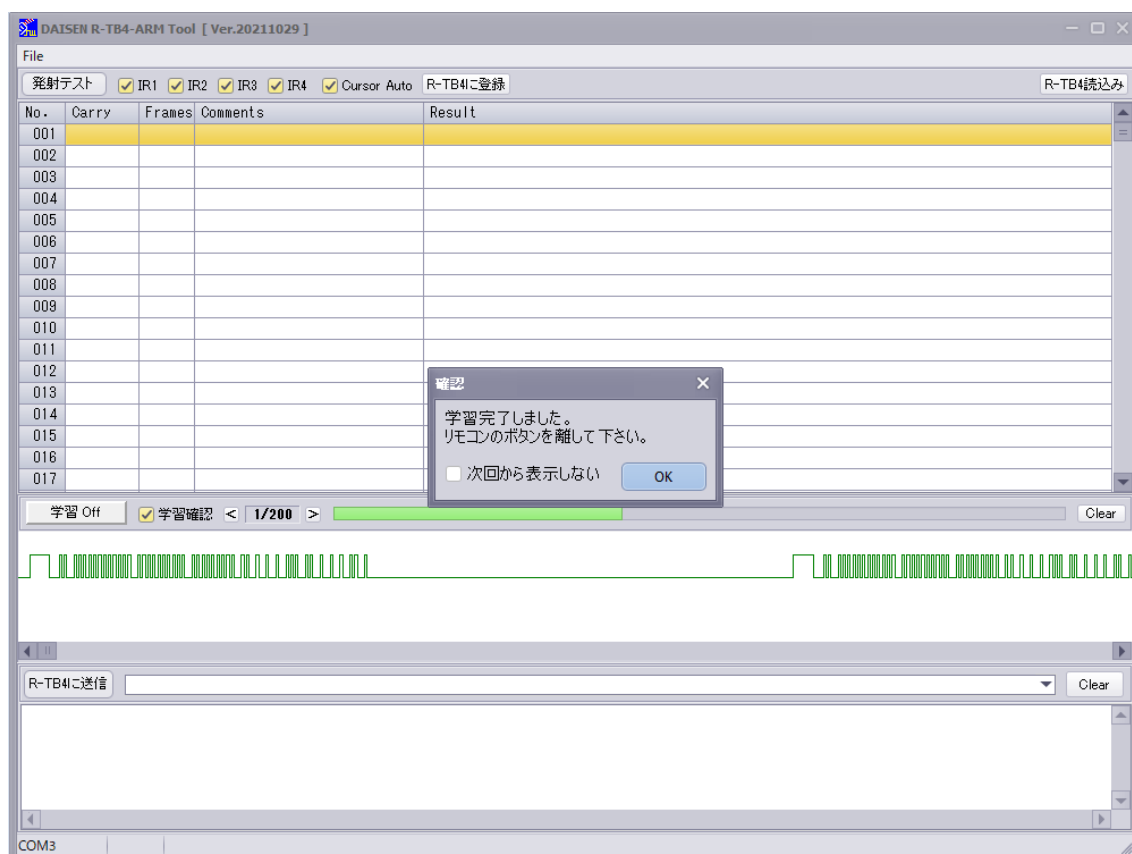 DAISEN R-TB4-ARM Tool [ Ver.20211029 ]
File
発射テスト IR1 IR2 IR3 IR4 Cursor Auto R-TB4に登録 R-TB4読込み
No. Carry Frames Comments Result
001
002
003
004
005
006
007
008
009
010
011
012
013
014
015
016
017
確認
学習完了しました。
リモコンのボタンを離して下さい。
次回から表示しない OK
学習 Off 学習確認 < 1/200 > Clear
R-TB4に送信 Clear
COM3